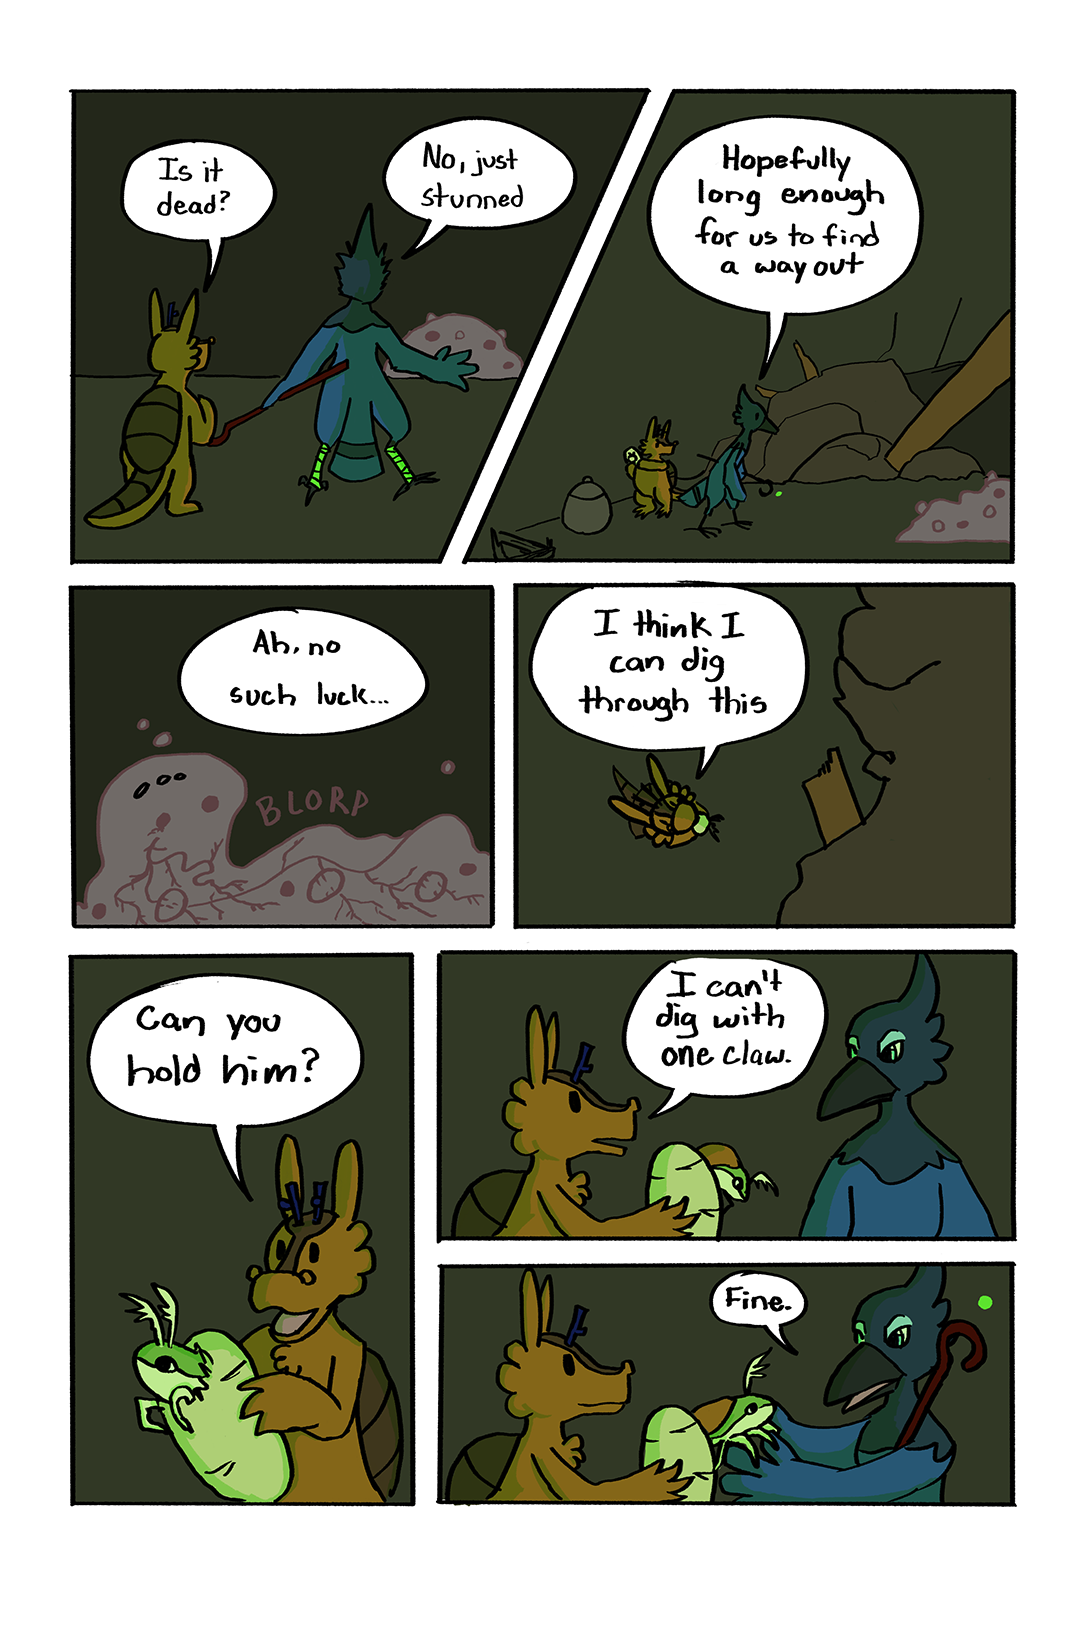 Is it
dead?
No, just
stunned
Hopefully
long enough
for us to find
a way out
Ah, no
such luck...
BLORP
I think I
can dig
through this
Can you
hold him?
I can't
dig with
one claw.
Fine.